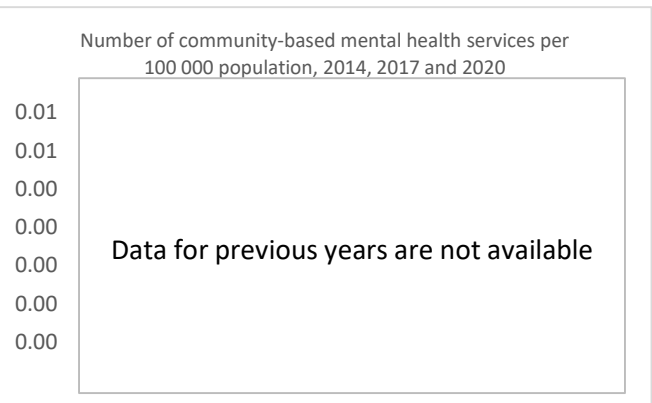 Number of community-based mental health services per
100 000 population, 2014, 2017 and 2020
0.01
0.01
0.00
0.00
0.00
0.00
0.00
Data for previous years are not available